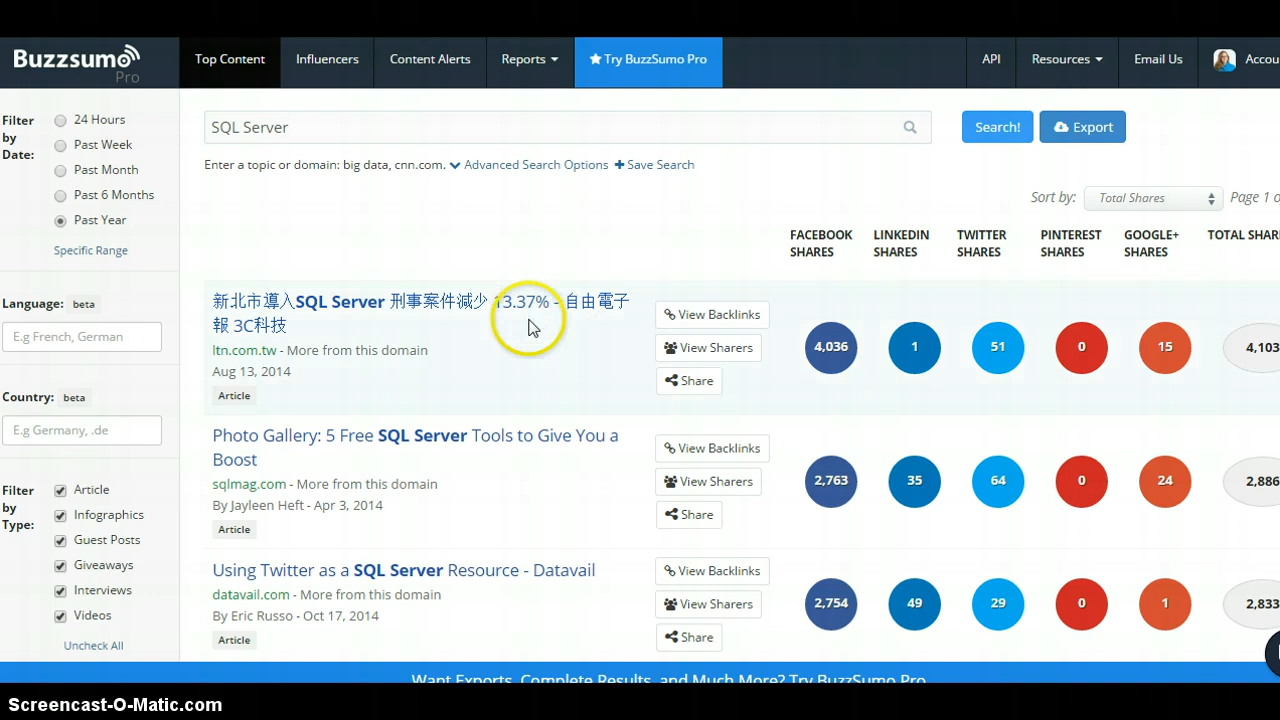 Buzzsumo
Pro
Top Content
Influencers
Content Alerts
Reports
Try BuzzSumo Pro
API
Resources
Email Us
Accou
Filter by Date:
24 Hours
Past Week
Past Month
Past 6 Months
Past Year
Specific Range
Language: beta
E.g French, German
Country: beta
E.g Germany, .de
Filter by Type:
Article
Infographics
Guest Posts
Giveaways
Interviews
Videos
Uncheck All
SQL Server
Search!
Export
Enter a topic or domain: big data, cnn.com. Advanced Search Options + Save Search
Sort by: Total Shares Page 1 o
FACEBOOK SHARES
LINKEDIN SHARES
TWITTER SHARES
PINTEREST SHARES
GOOGLE+ SHARES
TOTAL SHAR
新北市導入SQL Server 刑事案件減少 13.37% - 自由電子
報 3C科技
ltn.com.tw - More from this domain
Aug 13, 2014
Article
View Backlinks
View Sharers
Share
4,036 1 51 0 15 4,103
Photo Gallery: 5 Free SQL Server Tools to Give You a
Boost
sqlmag.com - More from this domain
By Jayleen Heft - Apr 3, 2014
Article
View Backlinks
View Sharers
Share
2,763 35 64 0 24 2,886
Using Twitter as a SQL Server Resource - Datavail
datavail.com - More from this domain
By Eric Russo - Oct 17, 2014
Article
View Backlinks
View Sharers
Share
2,754 49 29 0 1 2,833
Want Exports, Complete Results, and Much More? Try BuzzSumo Pro
Screencast-O-Matic.com